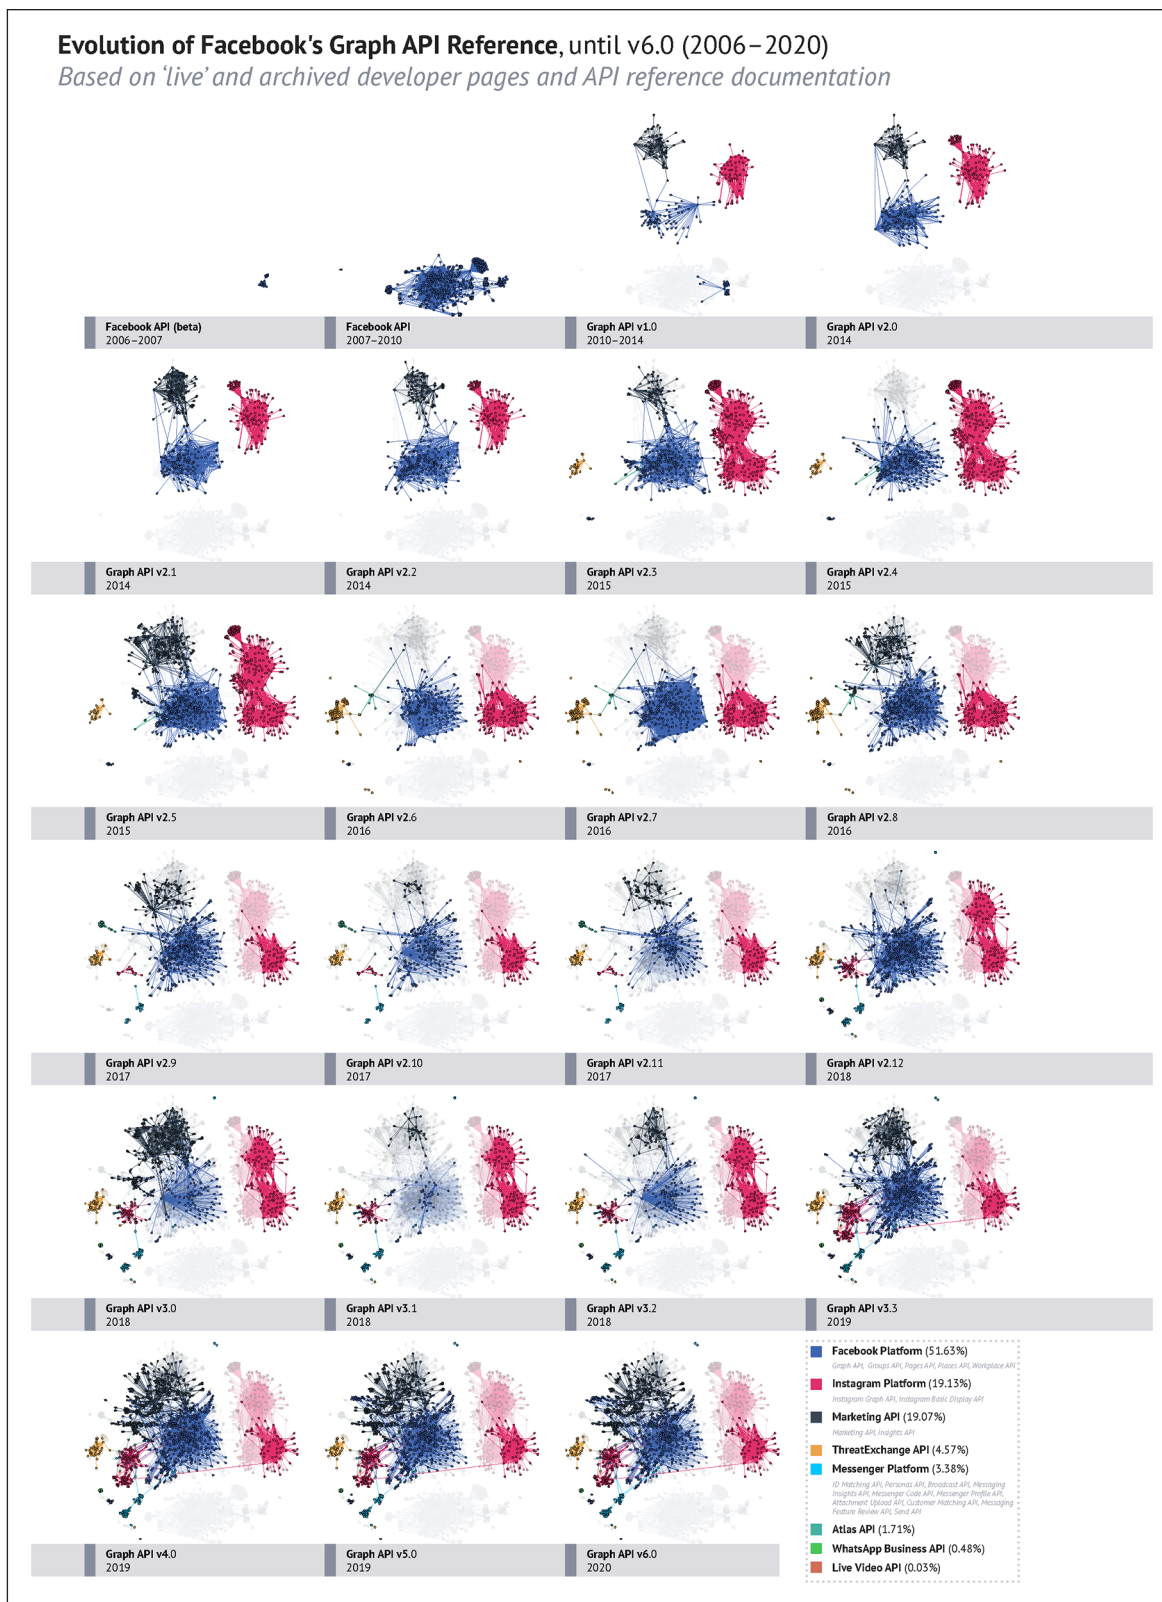 Evolution of Facebook's Graph API Reference, until v6.0 (2006–2020)
Based on ‘live’ and archived developer pages and API reference documentation
Facebook API (beta)
2006–2007
Facebook API
2007–2010
Graph API v1.0
2010–2014
Graph API v2.0
2014
Graph API v2.1
2014
Graph API v2.2
2014
Graph API v2.3
2015
Graph API v2.4
2015
Graph API v2.5
2015
Graph API v2.6
2016
Graph API v2.7
2016
Graph API v2.8
2016
Graph API v2.9
2017
Graph API v2.10
2017
Graph API v2.11
2017
Graph API v2.12
2018
Graph API v3.0
2018
Graph API v3.1
2018
Graph API v3.2
2018
Graph API v3.3
2019
Graph API v4.0
2019
Graph API v5.0
2019
Graph API v6.0
2020
Facebook Platform (51.63%)
Graph API, Groups API, Pages API, Places API, Workplace API
Instagram Platform (19.13%)
Instagram Graph API, Instagram Basic Display API
Marketing API (19.07%)
Marketing API, Insights API
ThreatExchange API (4.57%)
Messenger Platform (3.38%)
ID Matching API, Personas API, Broadcast API, Messaging
Insights API, Messenger Code API, Messenger Profile API,
Attachment Upload API, Customer Matching API, Messaging
Feature Review API, Send API
Atlas API (1.71%)
WhatsApp Business API (0.48%)
Live Video API (0.03%)